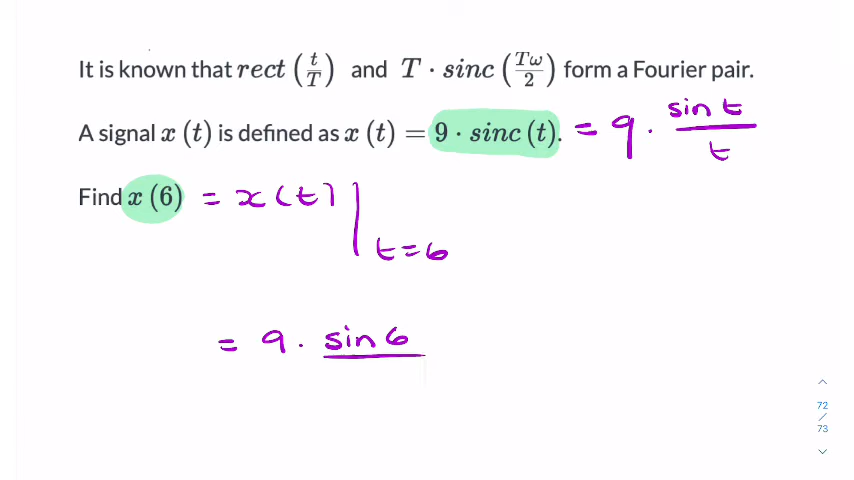 It is known that rect (t/T) and T · sinc (Tω/2) form a Fourier pair.
A signal x (t) is defined as x (t) = 9 · sinc (t). = 9 · sin t / t
Find x (6) = x(t) | t=6
= 9 · sin 6
72
/
73